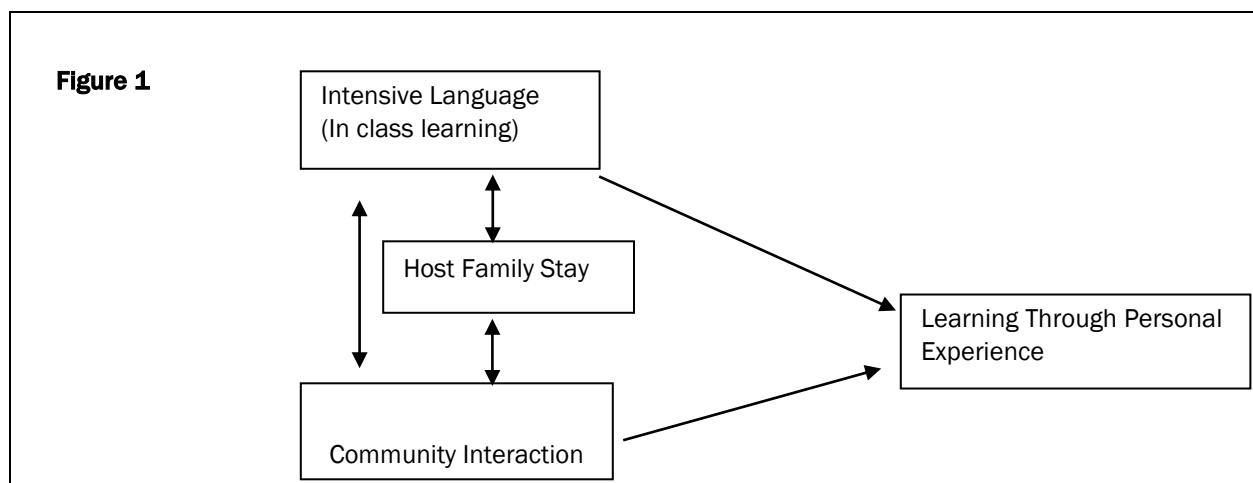 Figure 1
Intensive Language
(In class learning)
Host Family Stay
Learning Through Personal
Experience
Community Interaction